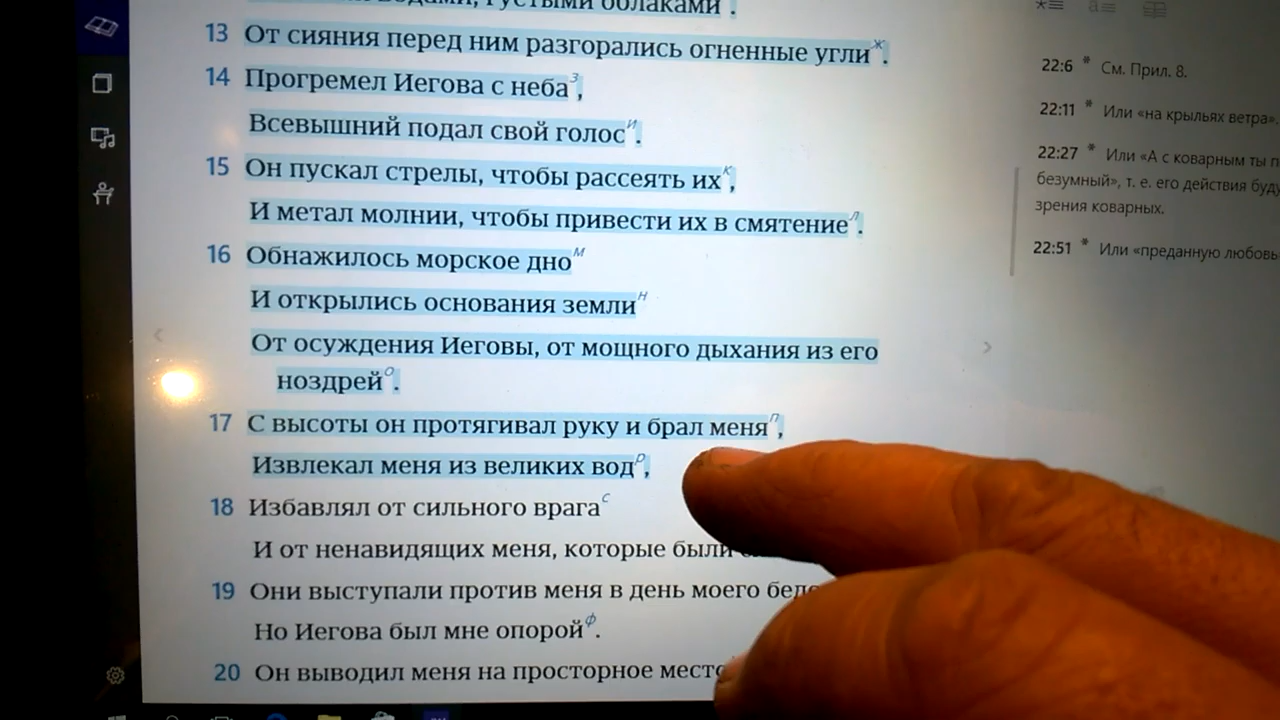 густыми облаками.
13 От сияния перед ним разгорались огненные угли ж.
14 Прогремел Иегова с неба з,
Всевышний подал свой голос и.
15 Он пускал стрелы, чтобы рассеять их к,
И метал молнии, чтобы привести их в смятение л.
16 Обнажилось морское дно м
И открылись основания земли н
От осуждения Иеговы, от мощного дыхания из его
ноздрей о.
17 С высоты он протягивал руку и брал меня п,
Извлекал меня из великих вод р,
18 Избавлял от сильного врага с
И от ненавидящих меня, которые были
19 Они выступали против меня в день моего
Но Иегова был мне опорой ф.
20 Он выводил меня на просторное место
22:6 * См. Прил. 8.
22:11 * Или «на крыльях ветра».
22:27 * Или «А с коварным ты
безумный», т. е. его действия
зрения коварных.
22:51 * Или «преданную любовь